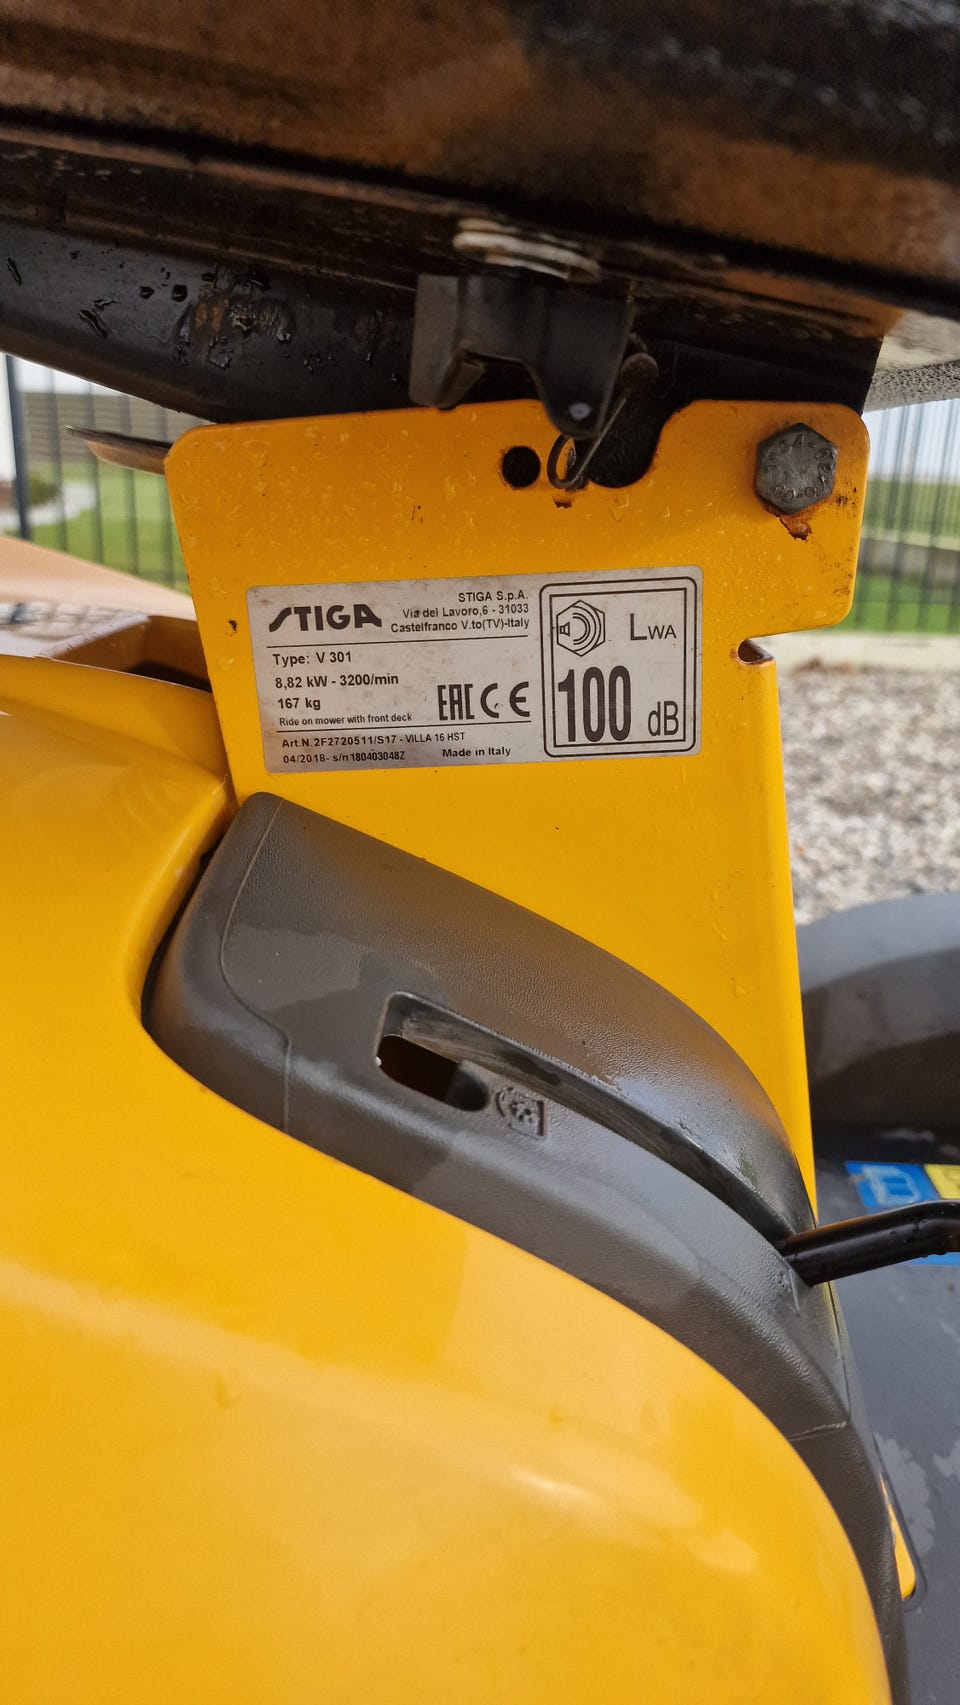 STIGA
STIGA S.p.A.
Via del Lavoro,6 - 31033
Castelfranco V.to(TV)-Italy
Type: V 301
8,82 kW - 3200/min
167 kg
Ride on mower with front deck
EAC CE
Art.N.2F2720511/S17 - VILLA 16 HST
04/2018- s/n180403048Z
Made in Italy
LWA
100 dB